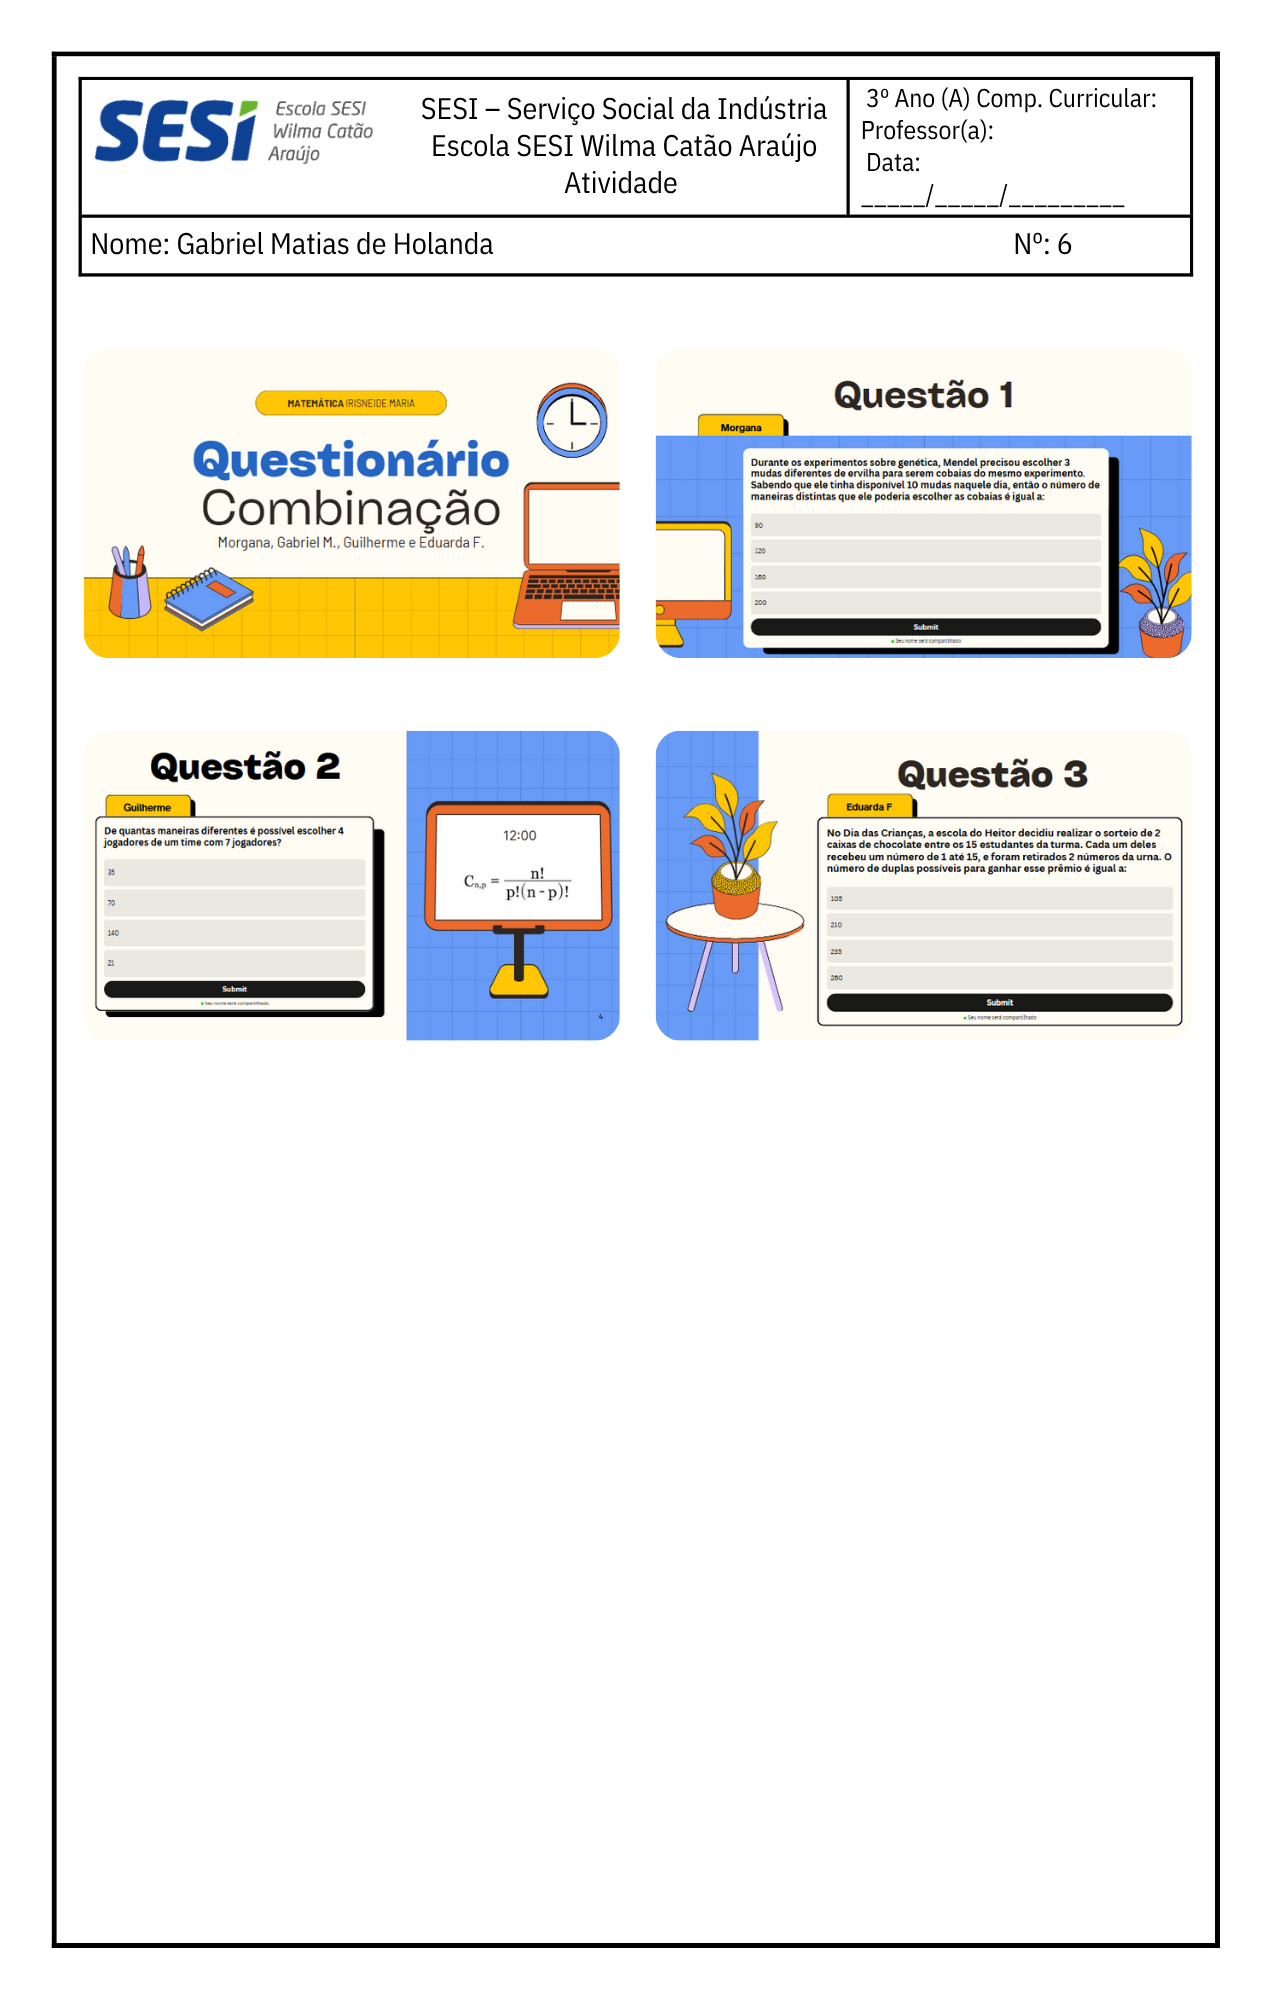 SESI
Escola SESI
Wilma Catão
Araújo
SESI – Serviço Social da Indústria
Escola SESI Wilma Catão Araújo
Atividade
3º Ano (A) Comp. Curricular:
Professor(a):
Data:
_____/_____/_________
Nome: Gabriel Matias de Holanda Nº: 6
MATEMÁTICA IRISNEIDE MARIA
Questionário
Combinação
Morgana, Gabriel M., Guilherme e Eduarda F.
Questão 1
Morgana
Durante os experimentos sobre genética, Mendel precisou escolher 3
mudas diferentes de ervilha para serem cobaias do mesmo experimento.
Sabendo que ele tinha disponível 10 mudas naquele dia, então o número de
maneiras distintas que ele poderia escolher as cobaias é igual a:
90
120
180
200
Submit
Seu nome será compartilhado
Questão 2
Guilherme
De quantas maneiras diferentes é possível escolher 4
jogadores de um time com 7 jogadores?
35
70
140
21
Submit
Seu nome será compartilhado
12:00
C_{n,p} = n! / p!(n - p)!
4
Questão 3
Eduarda F
No Dia das Crianças, a escola do Heitor decidiu realizar o sorteio de 2
caixas de chocolate entre os 15 estudantes da turma. Cada um deles
recebeu um número de 1 até 15, e foram retirados 2 números da urna. O
número de duplas possíveis para ganhar esse prêmio é igual a:
105
210
235
260
Submit
Seu nome será compartilhado